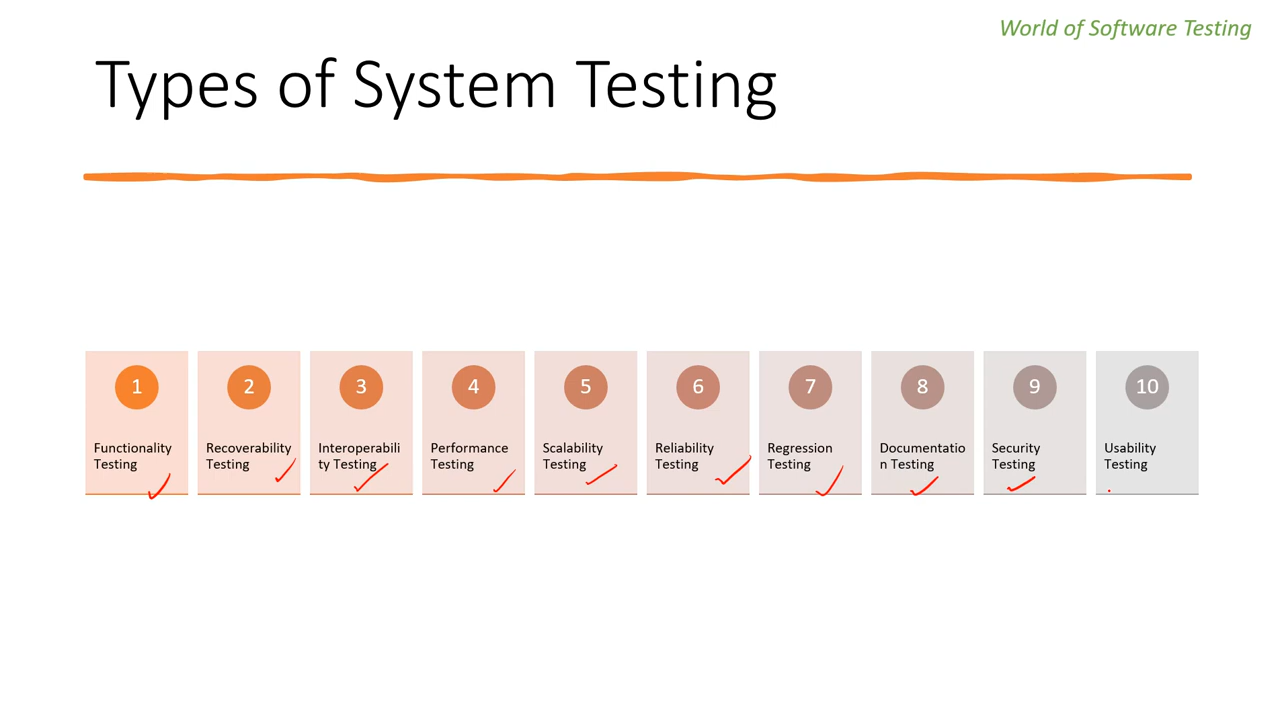 World of Software Testing
Types of System Testing
1
Functionality
Testing
2
Recoverability
Testing
3
Interoperabili
ty Testing
4
Performance
Testing
5
Scalability
Testing
6
Reliability
Testing
7
Regression
Testing
8
Documentatio
n Testing
9
Security
Testing
10
Usability
Testing